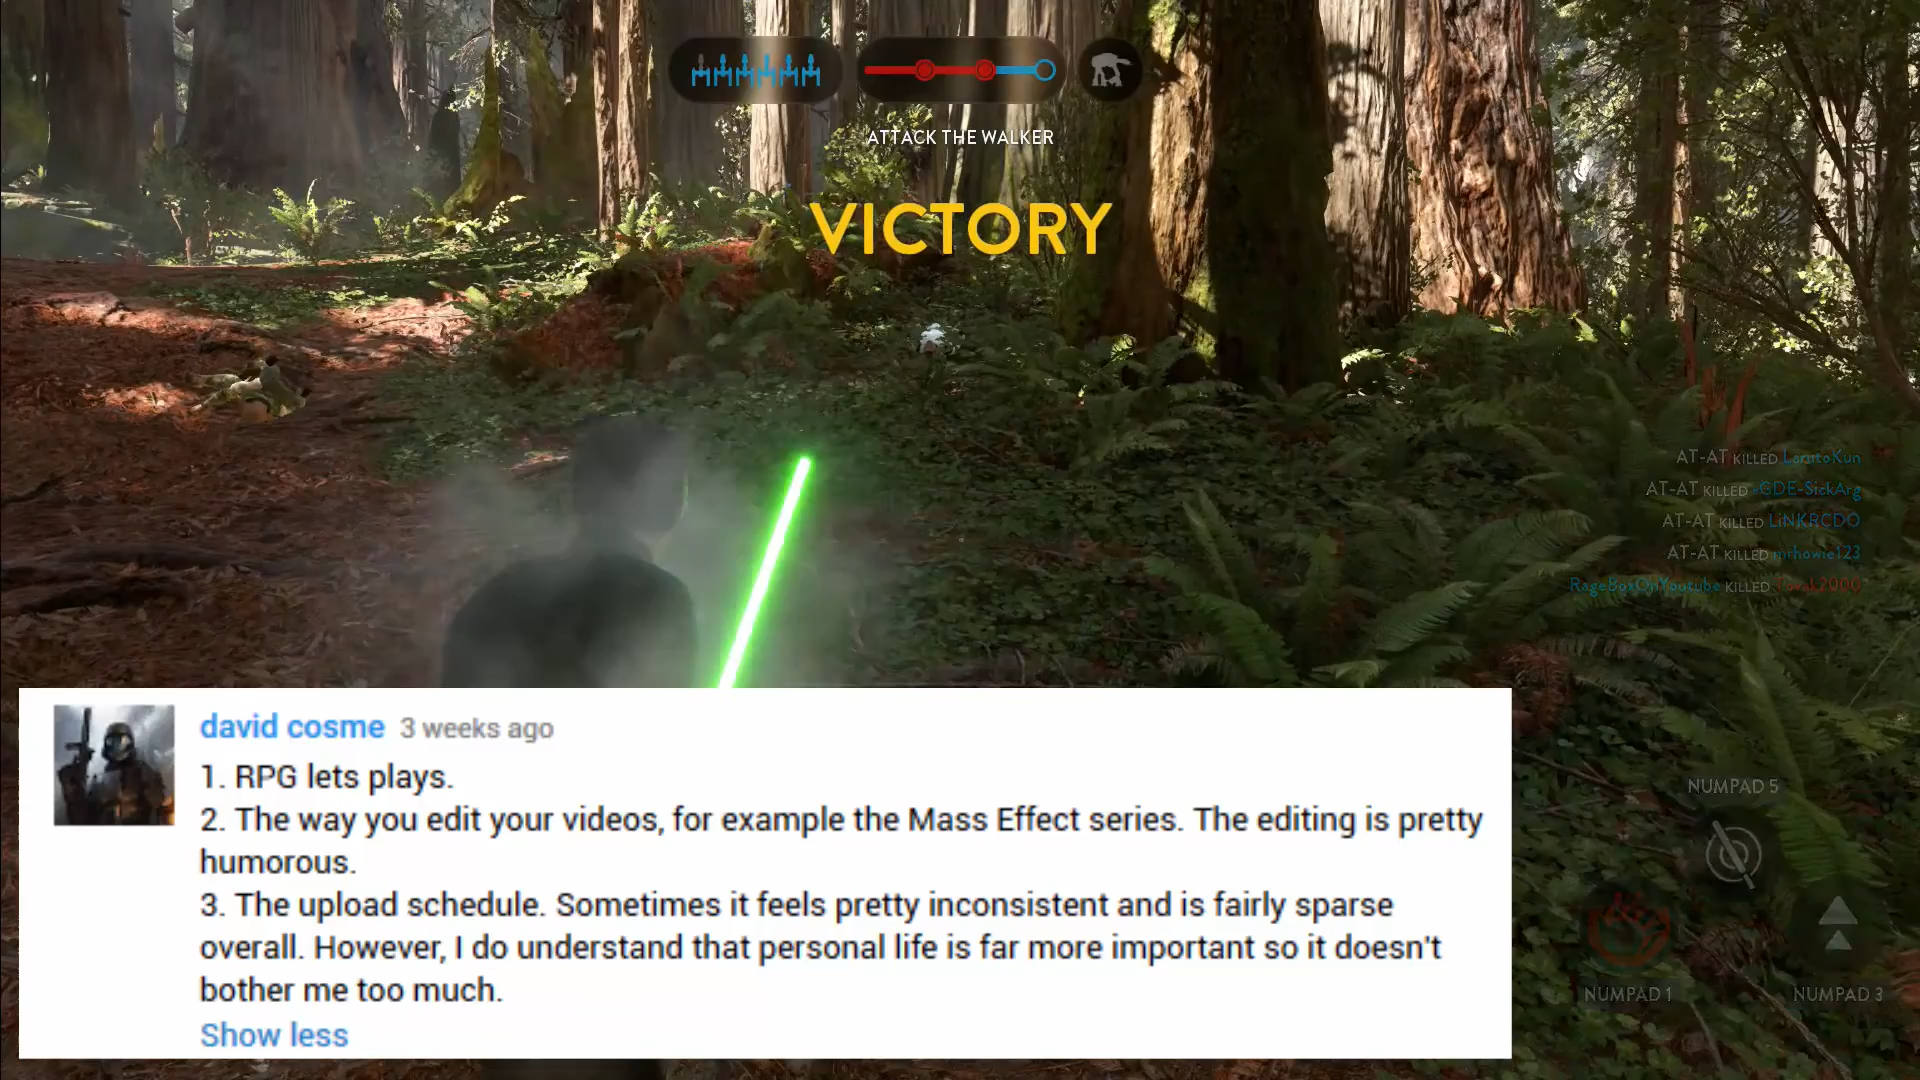 ATTACK THE WALKER
VICTORY
AT-AT KILLED LarutoKun
AT-AT KILLED
AT-AT KILLED LiNKRCDO
AT-AT KILLED mrhowie123
RageBoxOnYoutube KILLED
david cosme 3 weeks ago
1. RPG lets plays.
2. The way you edit your videos, for example the Mass Effect series. The editing is pretty
humorous.
3. The upload schedule. Sometimes it feels pretty inconsistent and is fairly sparse
overall. However, I do understand that personal life is far more important so it doesn't
bother me too much.
Show less
NUMPAD 5
NUMPAD 1
NUMPAD 3